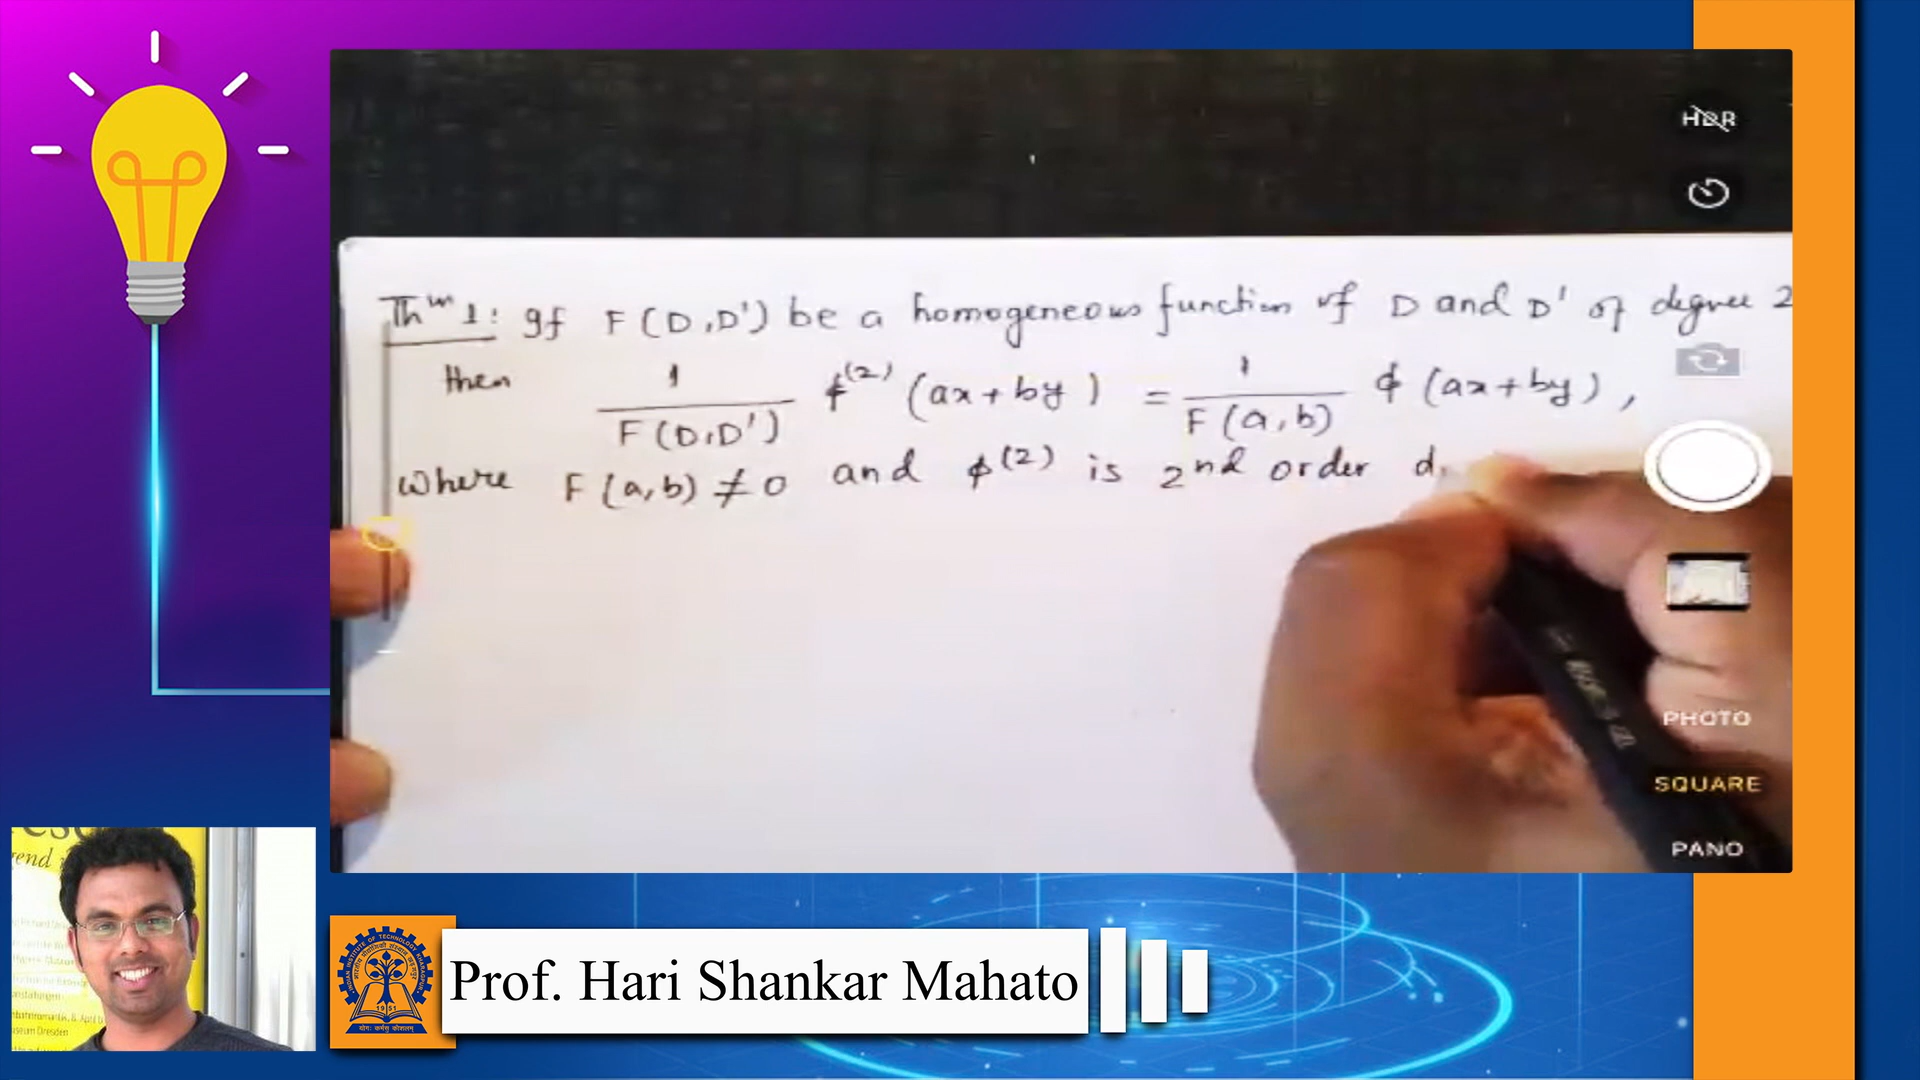 HDR
Thm 1: If F(D,D') be a homogeneous function of D and D' of degree 2
then 1/F(D,D') ϕ^(2) (ax+by) = 1/F(a,b) ϕ (ax+by),
where F(a,b) ≠ 0 and ϕ^(2) is 2nd order d
PHOTO
SQUARE
PANO
Prof. Hari Shankar Mahato